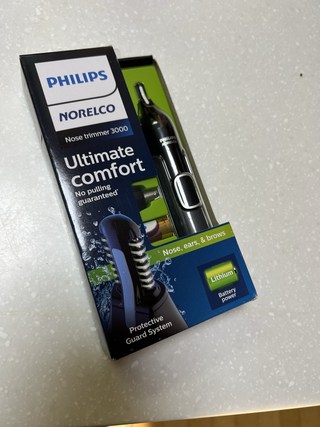 PHILIPS
NORELCO
Nose trimmer 3000
Ultimate
comfort
No pulling
guaranteed*
Nose, ears, & brows
Lithium
Battery
power
Protective
Guard System